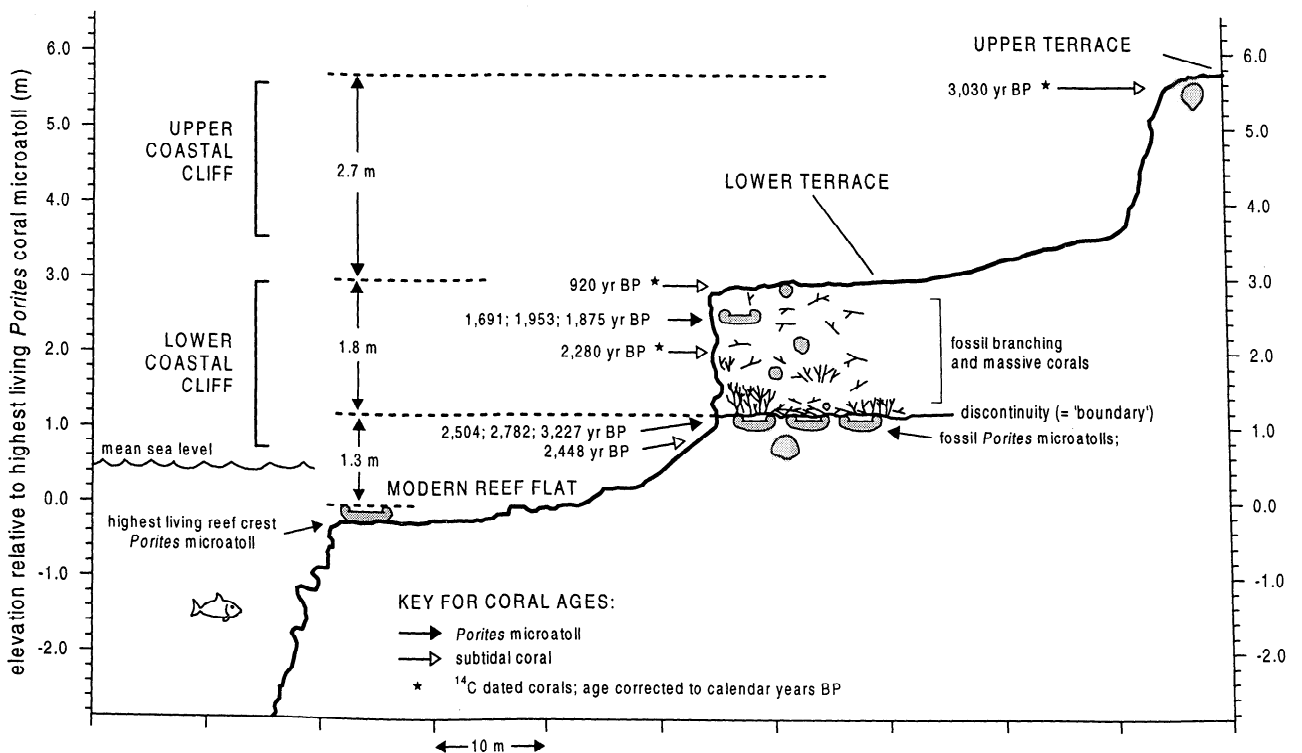 elevation relative to highest living Porites coral microatoll (m)
6.0
5.0
4.0
3.0
2.0
1.0
0.0
-1.0
-2.0
UPPER
COASTAL
CLIFF
LOWER
COASTAL
CLIFF
mean sea level
2.7 m
1.8 m
1.3 m
UPPER TERRACE
3,030 yr BP ★
LOWER TERRACE
920 yr BP ★
1,691; 1,953; 1,875 yr BP
2,280 yr BP ★
2,504; 2,782; 3,227 yr BP
2,448 yr BP
fossil branching
and massive corals
discontinuity (= 'boundary')
fossil Porites microatolls;
MODERN REEF FLAT
highest living reef crest
Porites microatoll
KEY FOR CORAL AGES:
Porites microatoll
subtidal coral
★ ¹⁴C dated corals; age corrected to calendar years BP
10 m
6.0
5.0
4.0
3.0
2.0
1.0
0.0
-1.0
-2.0